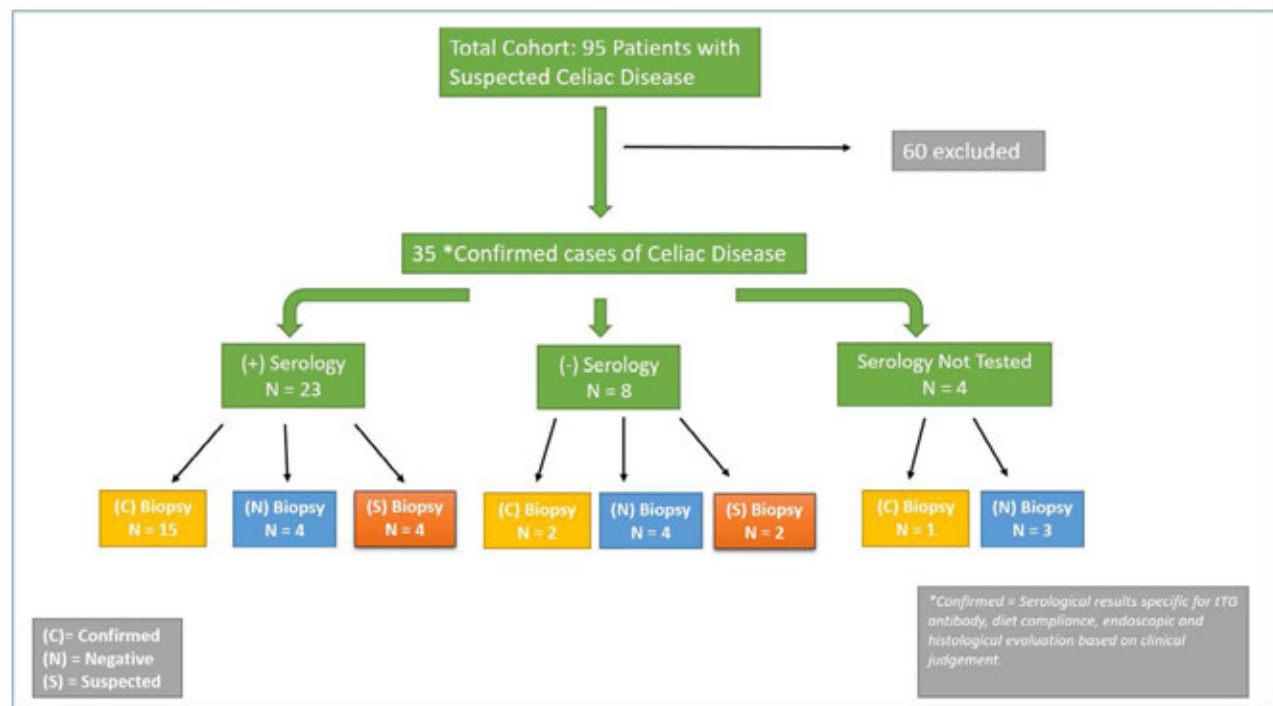 Total Cohort: 95 Patients with
Suspected Celiac Disease
60 excluded
35 *Confirmed cases of Celiac Disease
(+) Serology
N = 23
(-) Serology
N = 8
Serology Not Tested
N = 4
(C) Biopsy
N = 15
(N) Biopsy
N = 4
(S) Biopsy
N = 4
(C) Biopsy
N = 2
(N) Biopsy
N = 4
(S) Biopsy
N = 2
(C) Biopsy
N = 1
(N) Biopsy
N = 3
(C)= Confirmed
(N) = Negative
(S) = Suspected
*Confirmed = Serological results specific for tTG
antibody, diet compliance, endoscopic and
histological evaluation based on clinical
judgement.